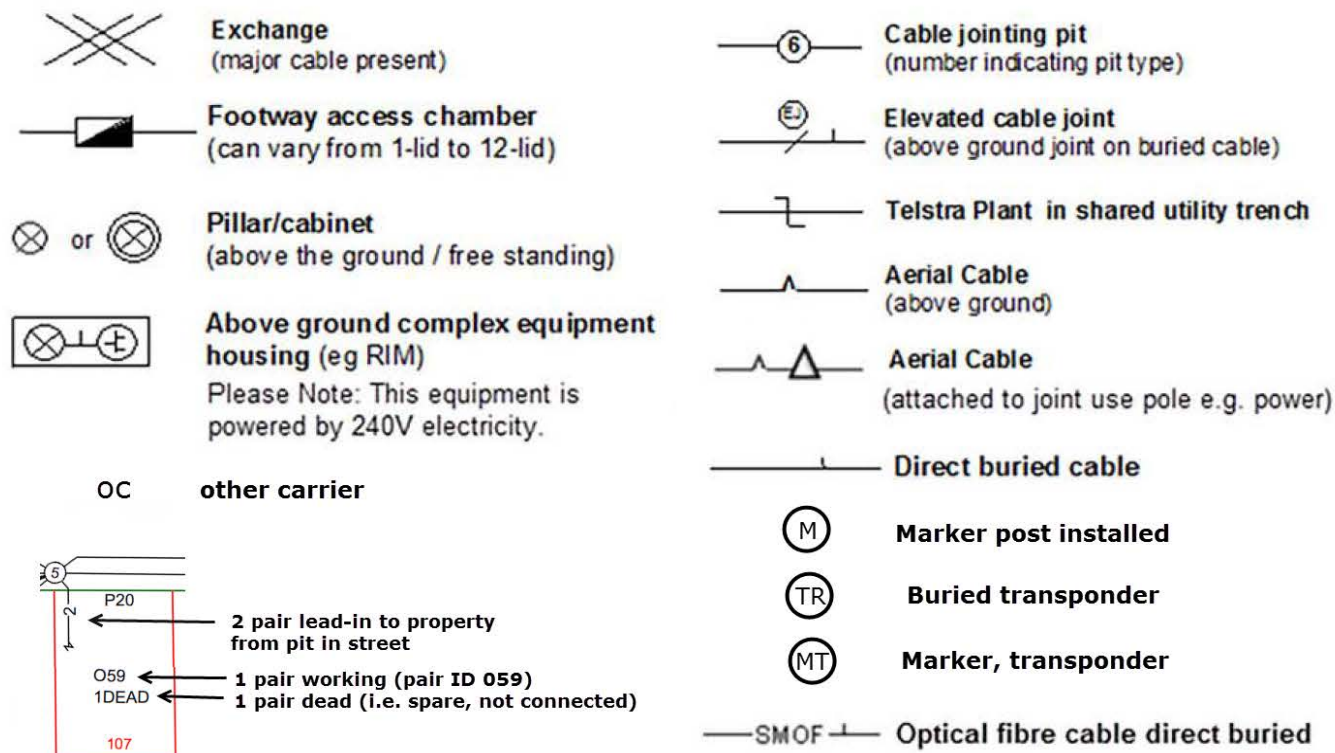 Exchange
(major cable present)
Footway access chamber
(can vary from 1-lid to 12-lid)
or
Pillar/cabinet
(above the ground / free standing)
Above ground complex equipment
housing (eg RIM)
Please Note: This equipment is
powered by 240V electricity.
OC other carrier
5
P20
2
2 pair lead-in to property
from pit in street
O59
1 pair working (pair ID 059)
1DEAD
1 pair dead (i.e. spare, not connected)
107
6
Cable jointing pit
(number indicating pit type)
EJ
Elevated cable joint
(above ground joint on buried cable)
Telstra Plant in shared utility trench
Aerial Cable
(above ground)
Aerial Cable
(attached to joint use pole e.g. power)
Direct buried cable
M Marker post installed
TR Buried transponder
MT Marker, transponder
SMOF Optical fibre cable direct buried